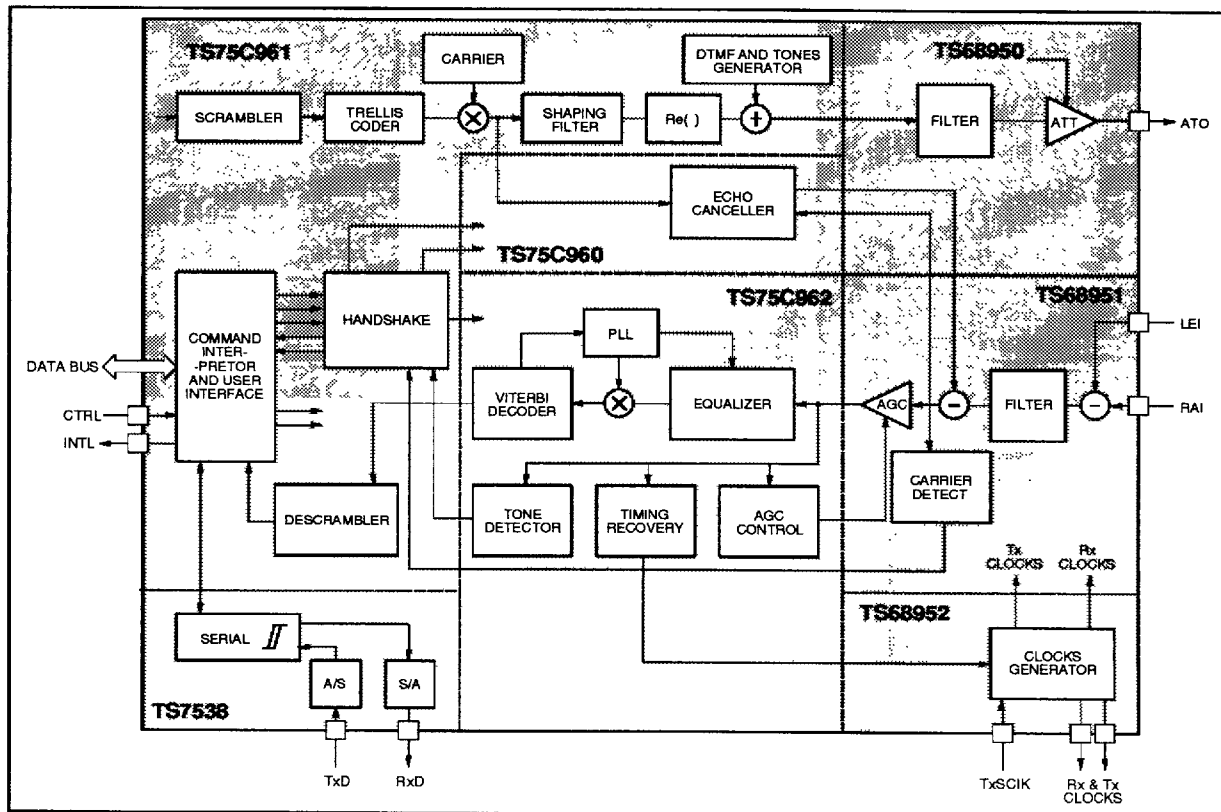 TS75C961
CARRIER
DTMF AND TONES
GENERATOR
TS68950
SCRAMBLER
TRELLIS
CODER
SHAPING
FILTER
Re( )
FILTER
ATT
ATO
ECHO
CANCELLER
TS75C960
TS75C962
TS68951
COMMAND
INTER-
-PRETOR
AND USER
INTERFACE
HANDSHAKE
PLL
LEI
DATA BUS
VITERBI
DECODER
EQUALIZER
AGC
FILTER
RAI
CTRL
INTL
DESCRAMBLER
TONE
DETECTOR
TIMING
RECOVERY
AGC
CONTROL
CARRIER
DETECT
Tx
CLOCKS
Rx
CLOCKS
TS68952
SERIAL
CLOCKS
GENERATOR
A/S
S/A
TS7538
TxD
RxD
TxSCIK
Rx & Tx
CLOCKS